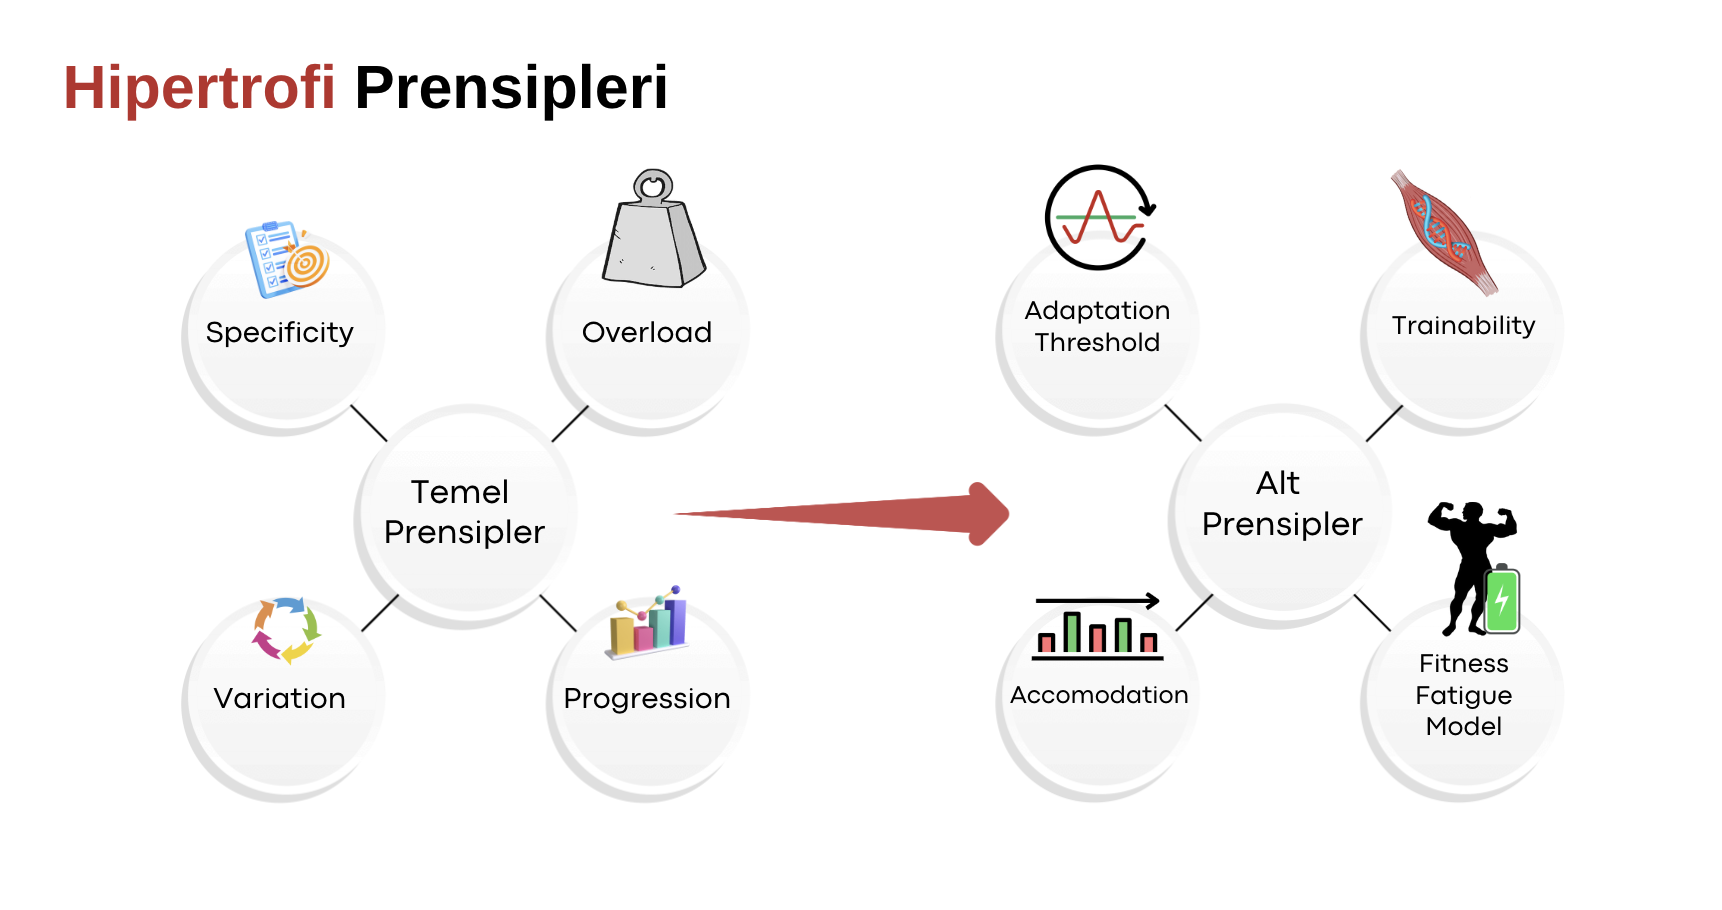 Hipertrofi Prensipleri
Specificity
Overload
Temel
Prensipler
Variation
Progression
Adaptation
Threshold
Trainability
Alt
Prensipler
Accomodation
Fitness
Fatigue
Model